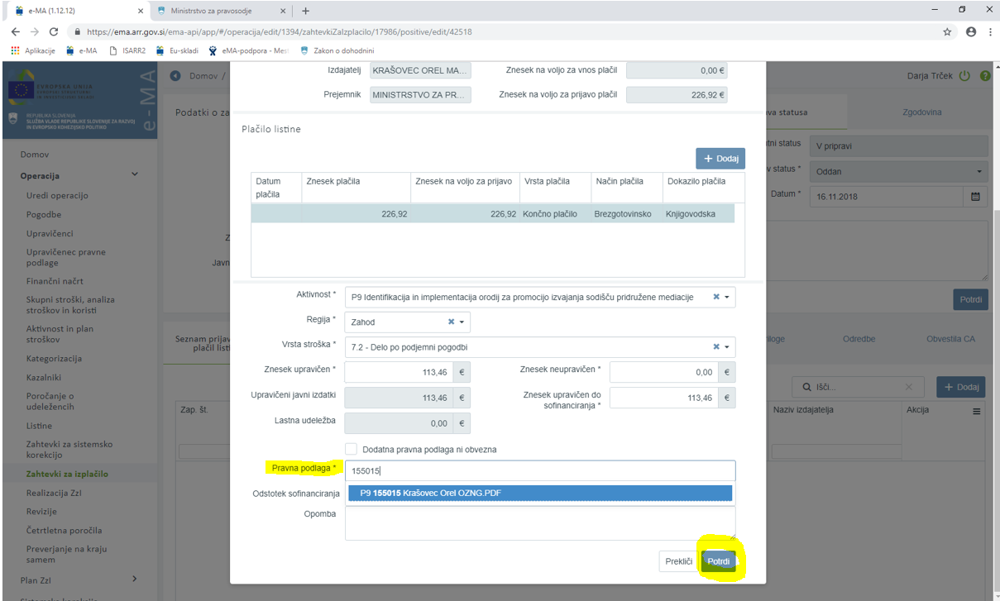 e-MA (1.12.12)
Ministrstvo za pravosodje
https://ema.arr.gov.si/ema-api/app/#/operacija/edit/1394/zahtevkiZaIzplacilo/17986/positive/edit/42518
Aplikacije
e-MA
ISARR2
Eu-skladi
eMA-podpora - Mest
Zakon o dohodnini
EVROPSKA UNIJA
EVROPSKI STRUKTURNI
IN INVESTICIJSKI SKLADI
REPUBLIKA SLOVENIJA
SLUŽBA VLADE REPUBLIKE SLOVENIJE ZA RAZVOJ
IN EVROPSKO KOHEZIJSKO POLITIKO
e-MA
Domov /
Darja Trček
Domov
Operacija
Uredi operacijo
Pogodbe
Upravičenci
Upravičenec pravne
podlage
Finančni načrt
Skupni stroški, analiza
stroškov in koristi
Aktivnost in plan
stroškov
Kategorizacija
Kazalniki
Poročanje o
udeležencih
Listine
Zahtevki za sistemsko
korekcijo
Zahtevki za izplačilo
Realizacija ZzI
Revizije
Četrtletna poročila
Preverjanje na kraju
samem
Plan ZzI
Podatki o za
Z
Javn
Seznam prijav
plačil listi
Zap. št.
Izdajatelj
KRAŠOVEC OREL MA...
Znesek na voljo za vnos plačil
0,00 €
Prejemnik
MINISTRSTVO ZA PR...
Znesek na voljo za prijavo plačil
226,92 €
Plačilo listine
+ Dodaj
Datum
plačila
Znesek plačila
Znesek na voljo za prijavo
Vrsta plačila
Način plačila
Dokazilo plačila
226,92
226,92
Končno plačilo
Brezgotovinsko
Knjigovodska
Aktivnost *
P9 Identifikacija in implementacija orodij za promocijo izvajanja sodišču pridružene mediacije
Regija *
Zahod
Vrsta stroška *
7.2 - Delo po podjemni pogodbi
Znesek upravičen *
113,46 €
Znesek neupravičen *
0,00 €
Upravičeni javni izdatki
113,46 €
Znesek upravičen do
sofinanciranja *
113,46 €
Lastna udeležba
0,00 €
Dodatna pravna podlaga ni obvezna
Pravna podlaga *
155015
P9 155015 Krašovec Orel OZNG.PDF
Odstotek sofinanciranja
Opomba
Prekliči
Potrdi
ava statusa
Zgodovina
ntni status
V pripravi
v status *
Oddan
Datum *
16.11.2018
Potrdi
riloge
Odredbe
Obvestila CA
Išči...
+ Dodaj
Naziv izdajatelja
Akcija